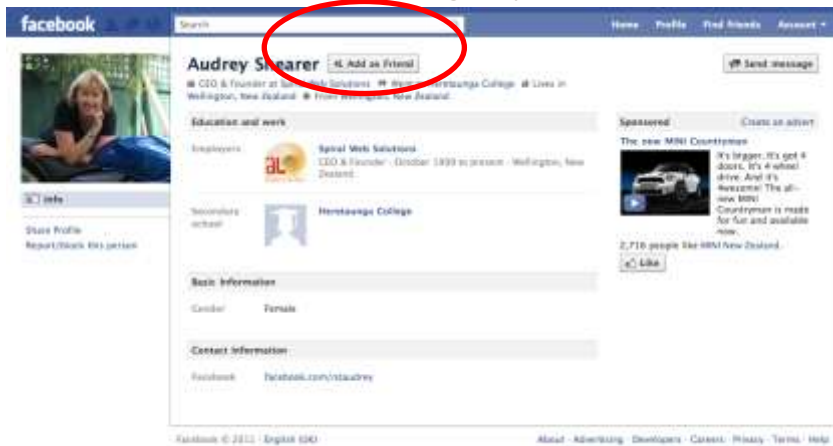 facebook
Search
Home Profile Find Friends Account
Audrey Shearer Add as Friend
Send message
CEO & Founder at Spiral Web Solutions Went to Heretaunga College Lives in
Wellington, New Zealand From Wellington, New Zealand
Education and work
Employers
Spiral Web Solutions
CEO & Founder · October 1999 to present · Wellington, New
Zealand
Secondary
school
Heretaunga College
Basic Information
Gender Female
Contact Information
Facebook facebook.com/ntaudrey
Info
Share Profile
Report/block this person
Sponsored Create an advert
The new MINI Countryman
It's bigger. It's got 4
doors. It's 4 wheel
drive. And it's
Awesome! The all-
new MINI
Countryman is made
for fun and available
now.
2,716 people like MINI New Zealand.
Like
Facebook © 2011 · English (UK)
About · Advertising · Developers · Careers · Privacy · Terms · Help